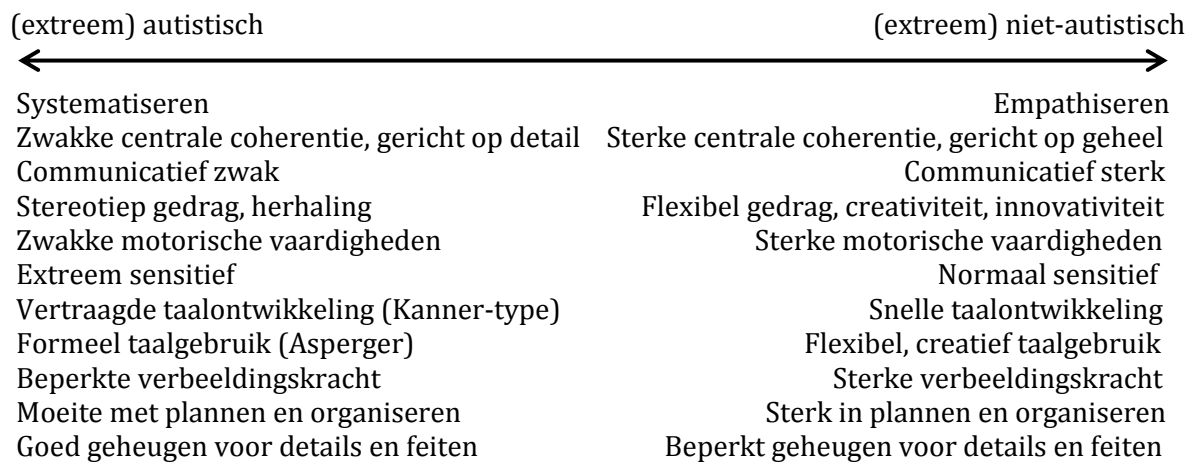 (extreem) autistisch (extreem) niet-autistisch
Systematiseren Empathiseren
Zwakke centrale coherentie, gericht op detail Sterke centrale coherentie, gericht op geheel
Communicatief zwak Communicatief sterk
Stereotiep gedrag, herhaling Flexibel gedrag, creativiteit, innovativiteit
Zwakke motorische vaardigheden Sterke motorische vaardigheden
Extreem sensitief Normaal sensitief
Vertraagde taalontwikkeling (Kanner-type) Snelle taalontwikkeling
Formeel taalgebruik (Asperger) Flexibel, creatief taalgebruik
Beperkte verbeeldingskracht Sterke verbeeldingskracht
Moeite met plannen en organiseren Sterk in plannen en organiseren
Goed geheugen voor details en feiten Beperkt geheugen voor details en feiten